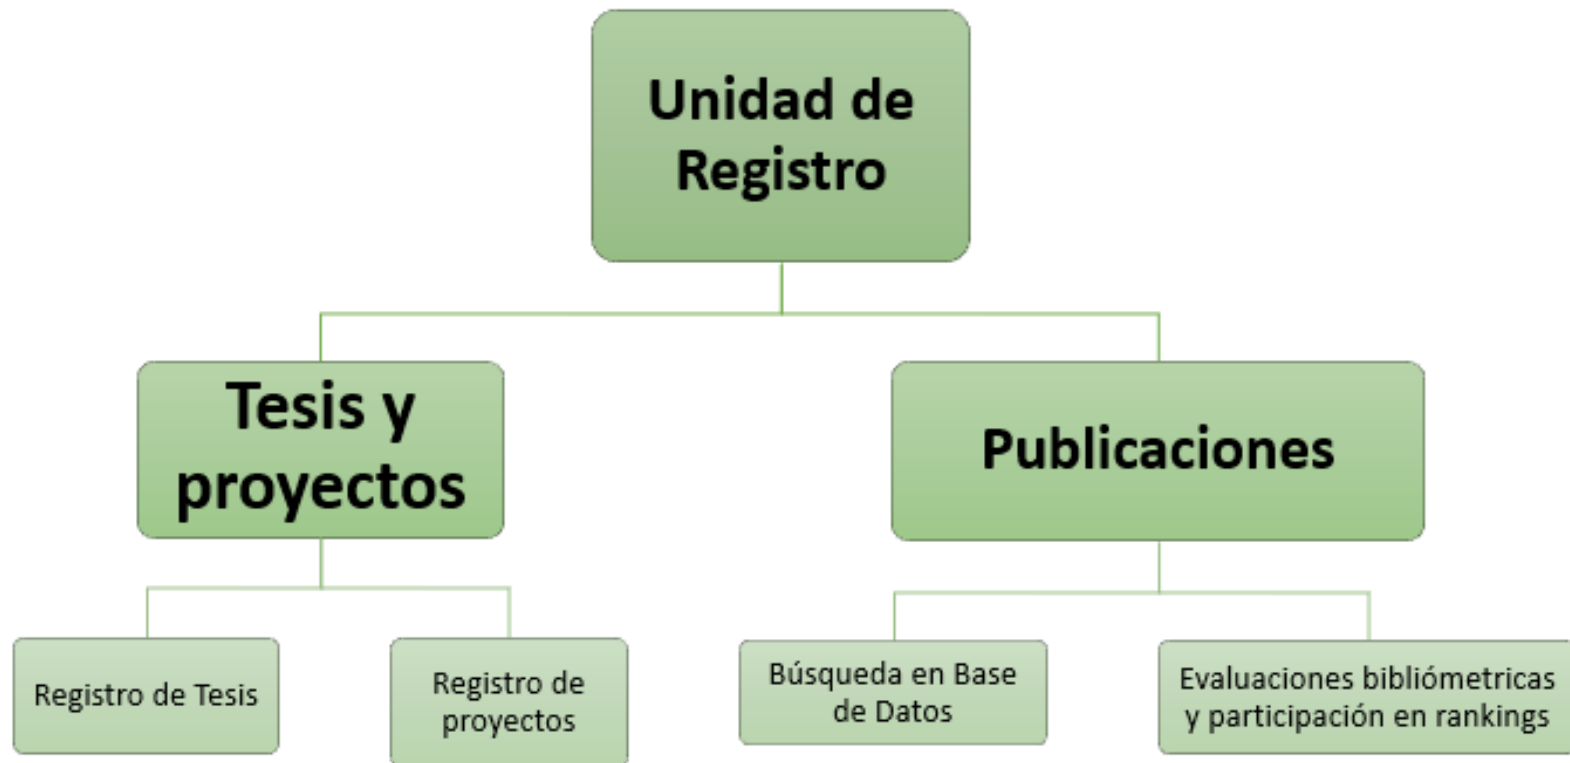 Unidad de
Registro
Tesis y
proyectos
Publicaciones
Registro de Tesis
Registro de
proyectos
Búsqueda en Base
de Datos
Evaluaciones bibliómetricas
y participación en rankings